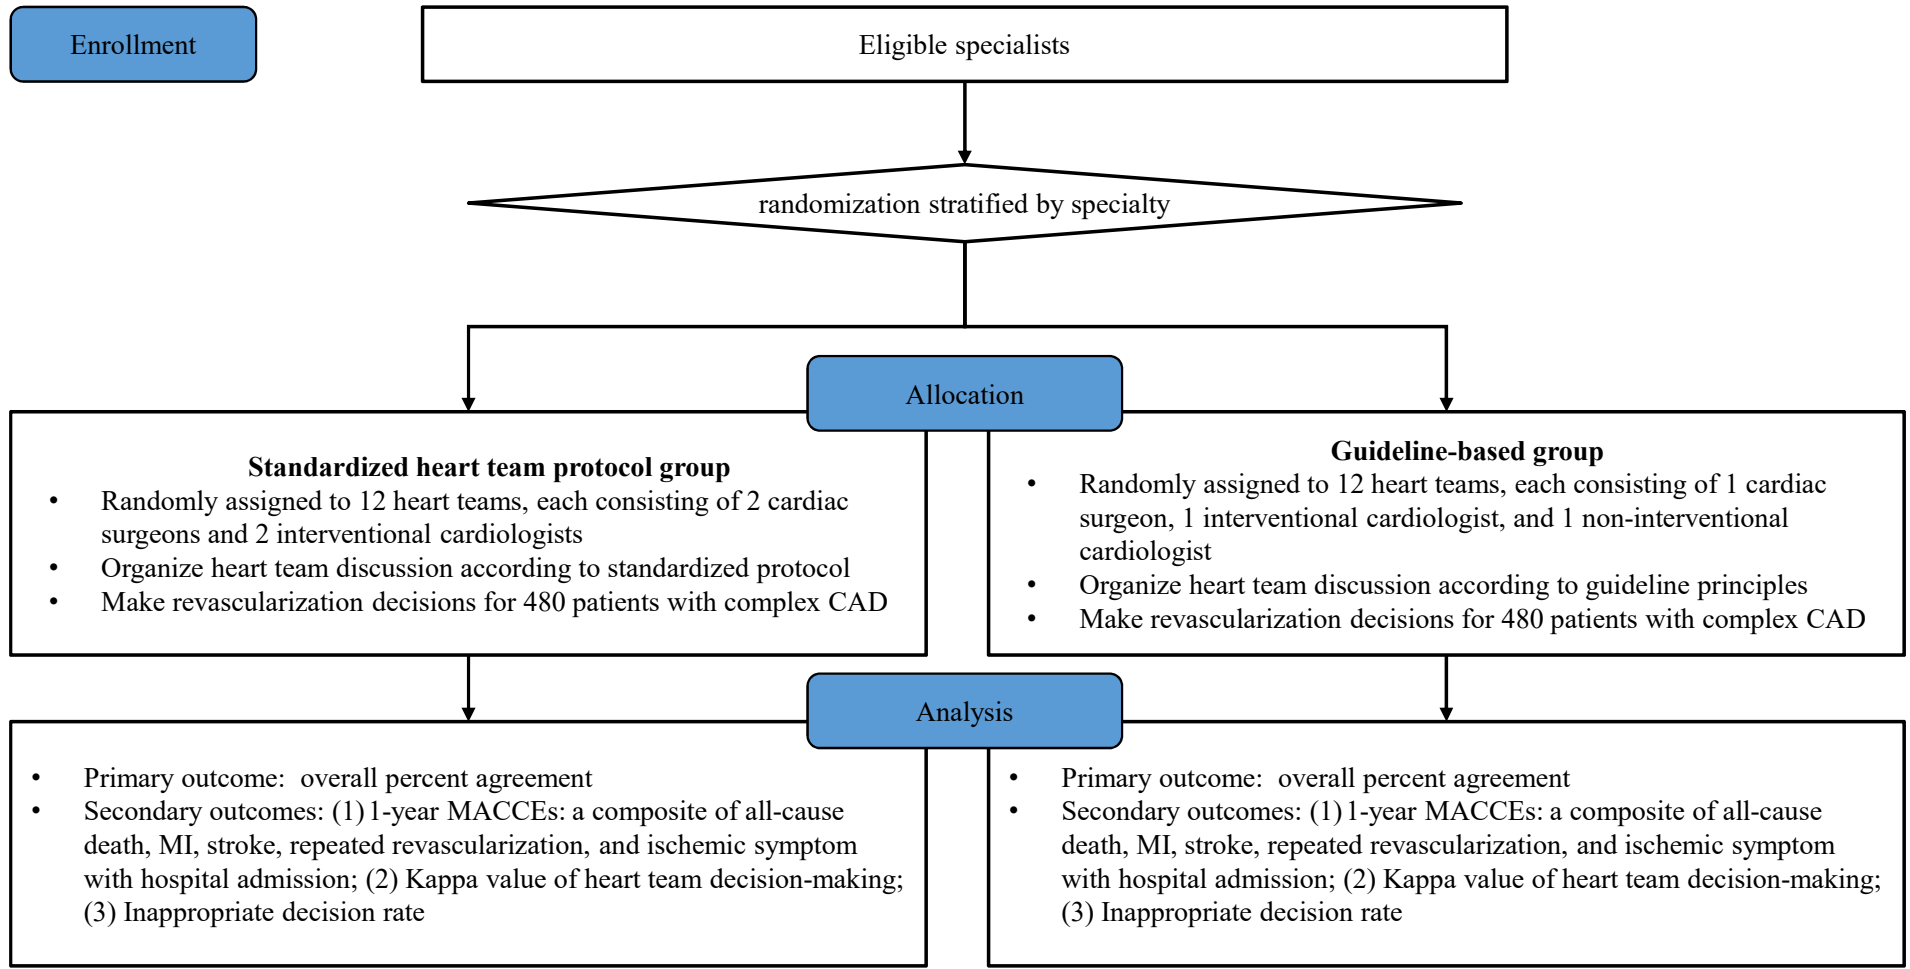 Enrollment
Eligible specialists
randomization stratified by specialty
Allocation
Standardized heart team protocol group
• Randomly assigned to 12 heart teams, each consisting of 2 cardiac
surgeons and 2 interventional cardiologists
• Organize heart team discussion according to standardized protocol
• Make revascularization decisions for 480 patients with complex CAD
Guideline-based group
• Randomly assigned to 12 heart teams, each consisting of 1 cardiac
surgeon, 1 interventional cardiologist, and 1 non-interventional
cardiologist
• Organize heart team discussion according to guideline principles
• Make revascularization decisions for 480 patients with complex CAD
Analysis
• Primary outcome:  overall percent agreement
• Secondary outcomes: (1) 1-year MACCEs: a composite of all-cause
death, MI, stroke, repeated revascularization, and ischemic symptom
with hospital admission; (2) Kappa value of heart team decision-making;
(3) Inappropriate decision rate
• Primary outcome:  overall percent agreement
• Secondary outcomes: (1) 1-year MACCEs: a composite of all-cause
death, MI, stroke, repeated revascularization, and ischemic symptom
with hospital admission; (2) Kappa value of heart team decision-making;
(3) Inappropriate decision rate